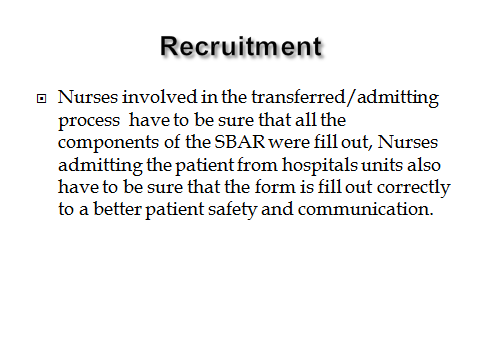 Recruitment
Nurses involved in the transferred/admitting
process have to be sure that all the
components of the SBAR were fill out, Nurses
admitting the patient from hospitals units also
have to be sure that the form is fill out correctly
to a better patient safety and communication.